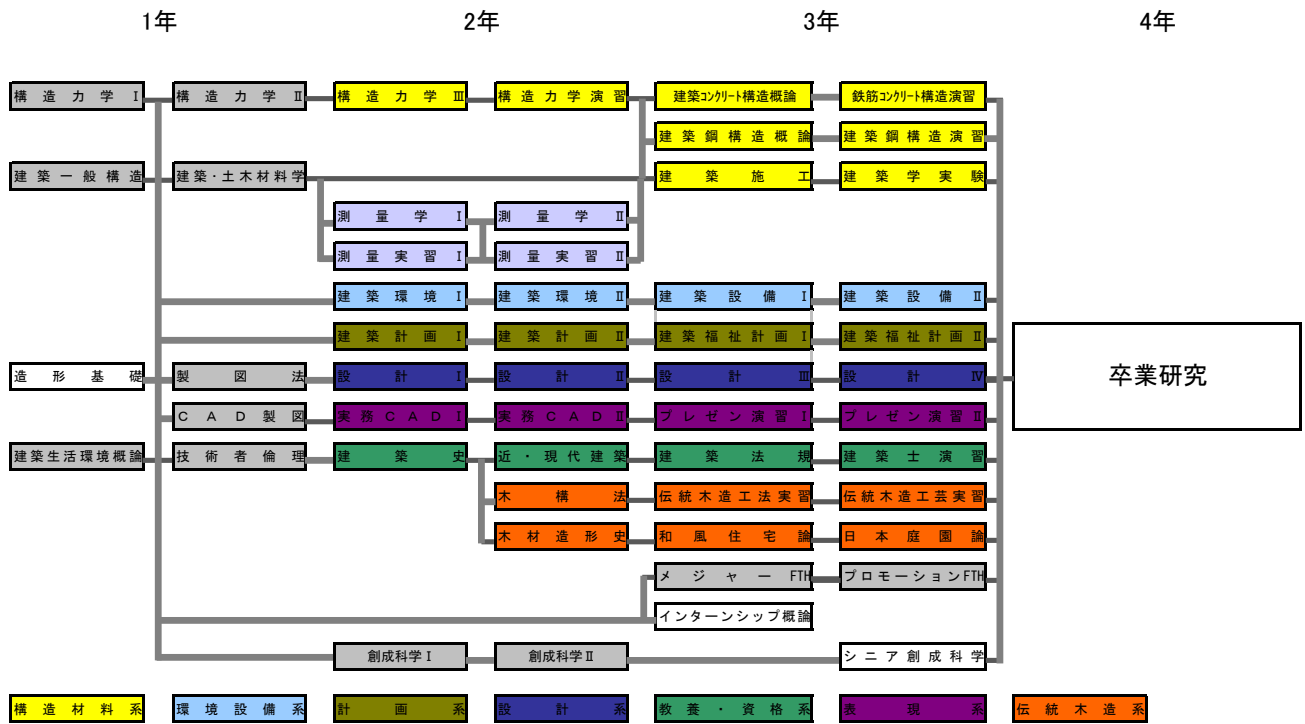 1年 2年 3年 4年
構造力学Ⅰ 構造力学Ⅱ 構造力学Ⅲ 構造力学演習 建築コンクリート構造概論 鉄筋コンクリート構造演習
建築鋼構造概論 建築鋼構造演習
建築一般構造 建築・土木材料学 建築施工 建築学実験
測量学Ⅰ 測量学Ⅱ
測量実習Ⅰ 測量実習Ⅱ
建築環境Ⅰ 建築環境Ⅱ 建築設備Ⅰ 建築設備Ⅱ
建築計画Ⅰ 建築計画Ⅱ 建築福祉計画Ⅰ 建築福祉計画Ⅱ
造形基礎 製図法 設計Ⅰ 設計Ⅱ 設計Ⅲ 設計Ⅳ 卒業研究
CAD製図 実務CADⅠ 実務CADⅡ プレゼン演習Ⅰ プレゼン演習Ⅱ
建築生活環境概論 技術者倫理 建築史 近・現代建築 建築法規 建築士演習
木構法 伝統木造工法実習 伝統木造工芸実習
木材造形史 和風住宅論 日本庭園論
メジャーFTH プロモーションFTH
インターンシップ概論
創成科学Ⅰ 創成科学Ⅱ シニア創成科学
構造材料系 環境設備系 計画系 設計系 教養・資格系 表現系 伝統木造系